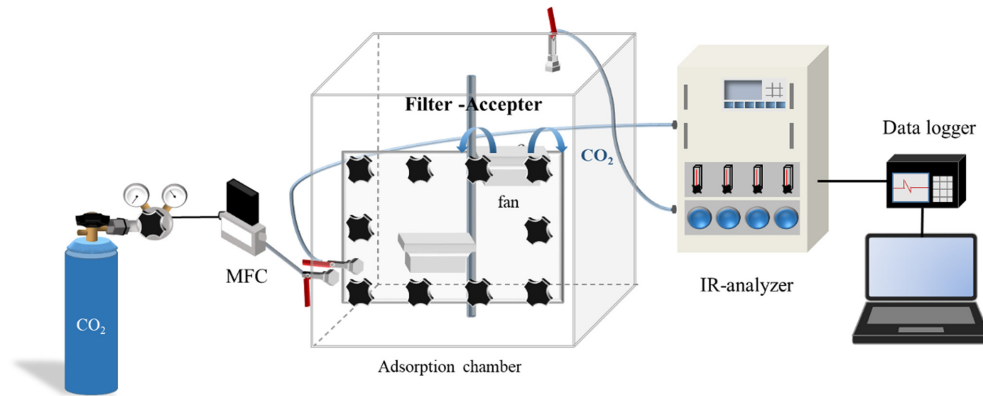 Filter -Accepter
CO2
fan
Data logger
MFC
IR-analyzer
CO2
Adsorption chamber